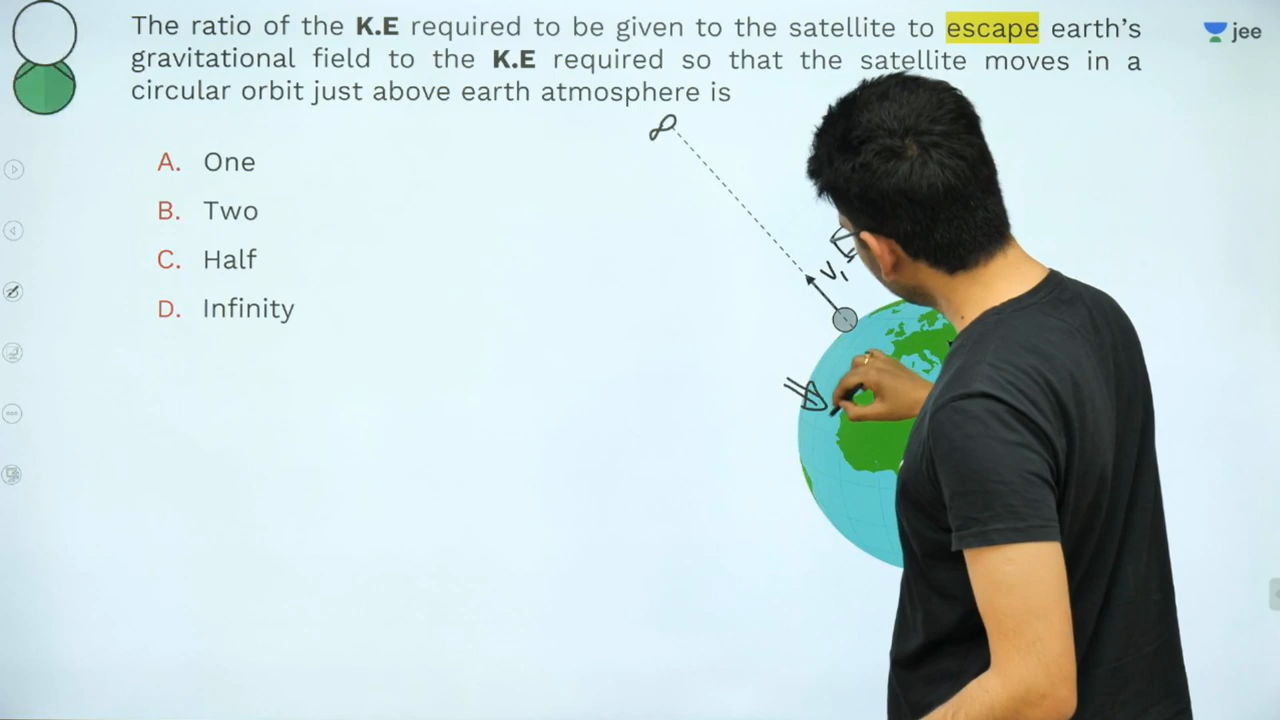 The ratio of the K.E required to be given to the satellite to escape earth's
gravitational field to the K.E required so that the satellite moves in a
circular orbit just above earth atmosphere is
jee
∞
A. One
B. Two
C. Half
D. Infinity
V₁